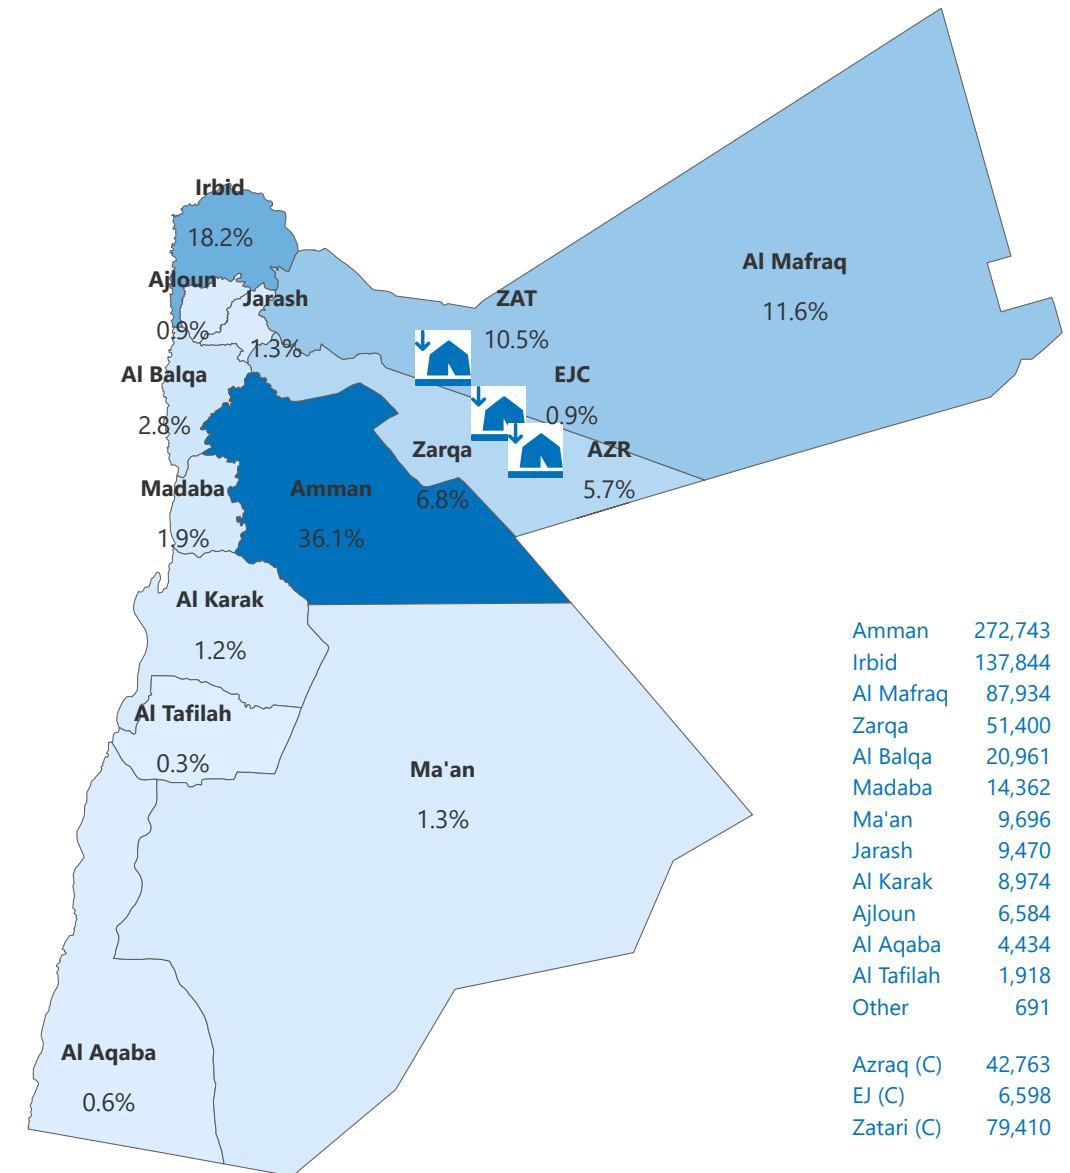 Irbid
18.2%
Ajloun
0.9%
Jarash
1.3%
ZAT
10.5%
Al Mafraq
11.6%
Al Balqa
2.8%
EJC
0.9%
Zarqa
6.8%
AZR
5.7%
Madaba
1.9%
Amman
36.1%
Al Karak
1.2%
Al Tafilah
0.3%
Ma'an
1.3%
Al Aqaba
0.6%
Amman 272,743
Irbid 137,844
Al Mafraq 87,934
Zarqa 51,400
Al Balqa 20,961
Madaba 14,362
Ma'an 9,696
Jarash 9,470
Al Karak 8,974
Ajloun 6,584
Al Aqaba 4,434
Al Tafilah 1,918
Other 691
Azraq (C) 42,763
EJ (C) 6,598
Zatari (C) 79,410